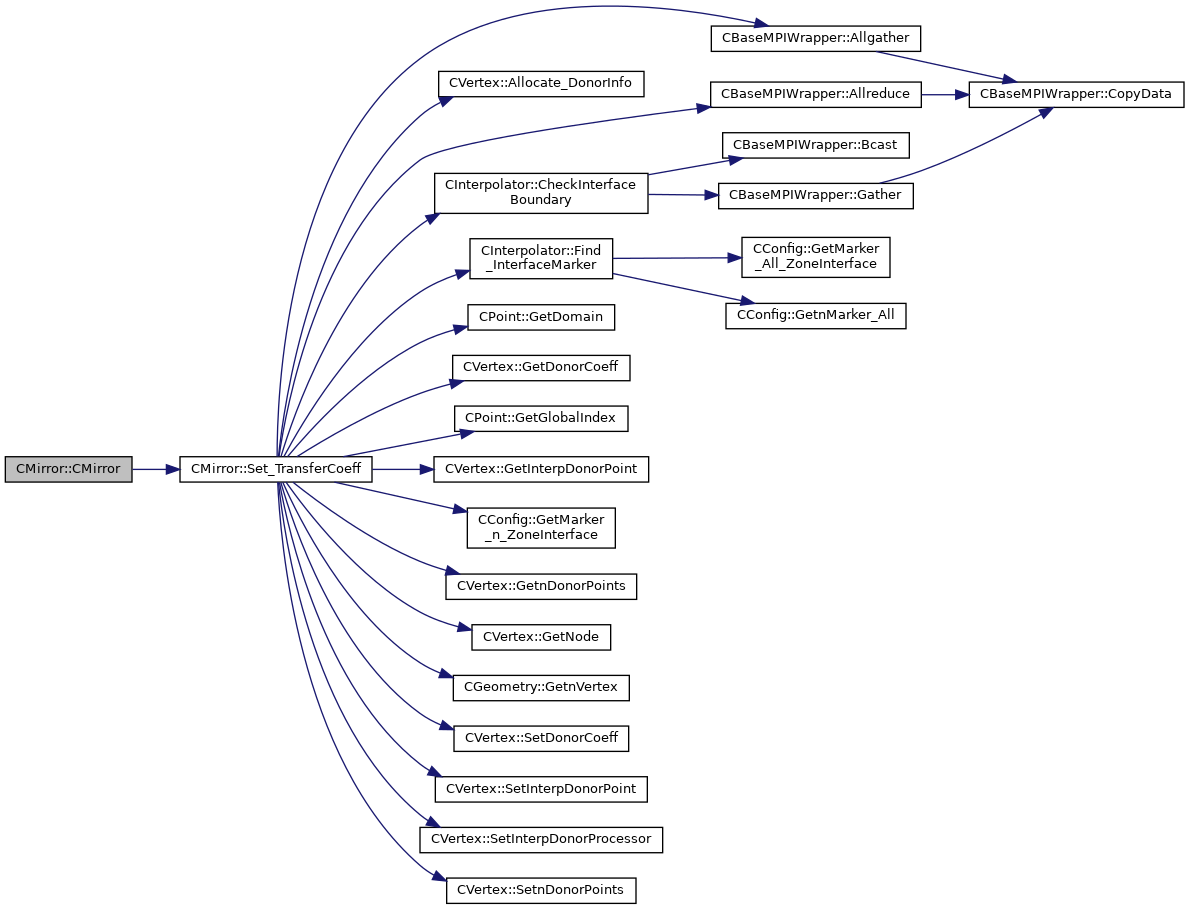 CBaseMPIWrapper::Allgather
CVertex::Allocate_DonorInfo
CBaseMPIWrapper::Allreduce
CBaseMPIWrapper::CopyData
CBaseMPIWrapper::Bcast
CInterpolator::CheckInterface
Boundary
CBaseMPIWrapper::Gather
CInterpolator::Find
_InterfaceMarker
CConfig::GetMarker
_All_ZoneInterface
CConfig::GetnMarker_All
CPoint::GetDomain
CVertex::GetDonorCoeff
CPoint::GetGlobalIndex
CMirror::CMirror
CMirror::Set_TransferCoeff
CVertex::GetInterpDonorPoint
CConfig::GetMarker
_n_ZoneInterface
CVertex::GetnDonorPoints
CVertex::GetNode
CGeometry::GetnVertex
CVertex::SetDonorCoeff
CVertex::SetInterpDonorPoint
CVertex::SetInterpDonorProcessor
CVertex::SetnDonorPoints